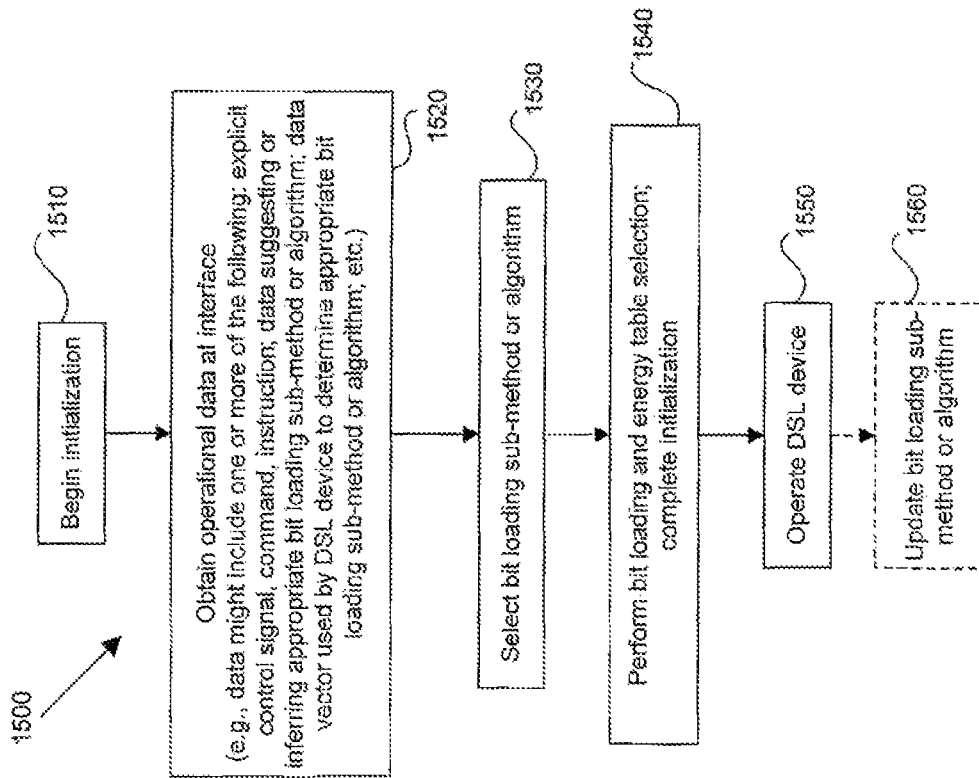 1500
1510
Begin initialization
Obtain operational data at interface
(e.g., data might include one or more of the following: explicit
control signal, command, instruction; data suggesting or
inferring appropriate bit loading sub-method or algorithm; data
vector used by DSL device to determine appropriate bit
loading sub-method or algorithm; etc.)
1520
1530
Select bit loading sub-method or algorithm
1540
Perform bit loading and energy table selection;
complete initialization
1550
Operate DSL device
1560
Update bit loading sub-
method or algorithm